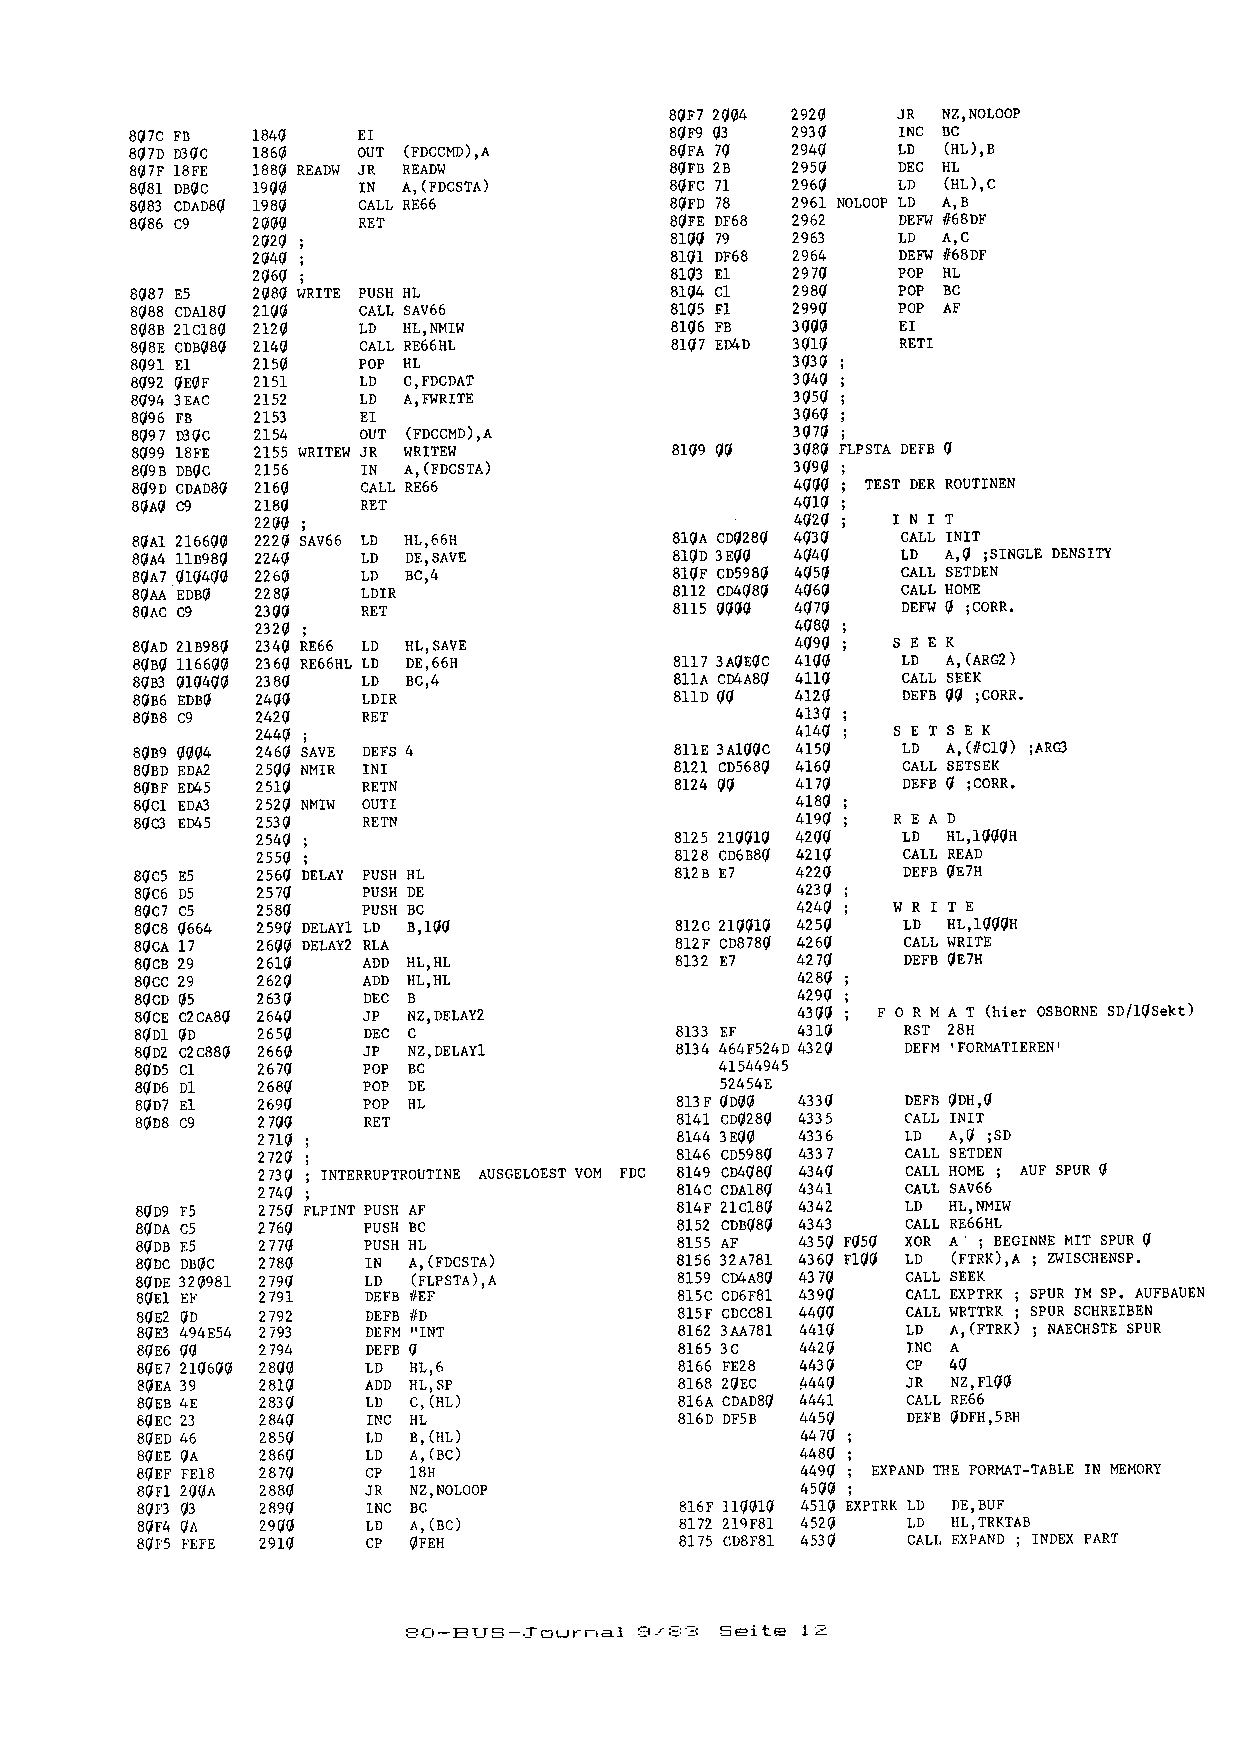 807C FB 1840 EI
807D D30C 1860 OUT (FDCCMD),A
807F 18FE 1880 READW JR READW
8081 DB0C 1900 IN A,(FDCSTA)
8083 CDAD80 1980 CALL RE66
8086 C9 2000 RET
2020 ;
2040 ;
2060 ;
8087 E5 2080 WRITE PUSH HL
8088 CDA180 2100 CALL SAV66
808B 21C180 2120 LD HL,NMIW
808E CDB080 2140 CALL RE66HL
8091 E1 2150 POP HL
8092 0E0F 2151 LD C,FDCDAT
8094 3EAC 2152 LD A,FWRITE
8096 FB 2153 EI
8097 D30C 2154 OUT (FDCCMD),A
8099 18FE 2155 WRITEW JR WRITEW
809B DB0C 2156 IN A,(FDCSTA)
809D CDAD80 2160 CALL RE66
80A0 C9 2180 RET
2200 ;
80A1 216600 2220 SAV66 LD HL,66H
80A4 11B980 2240 LD DE,SAVE
80A7 010400 2260 LD BC,4
80AA EDB0 2280 LDIR
80AC C9 2300 RET
2320 ;
80AD 21B980 2340 RE66 LD HL,SAVE
80B0 116600 2360 RE66HL LD DE,66H
80B3 010400 2380 LD BC,4
80B6 EDB0 2400 LDIR
80B8 C9 2420 RET
2440 ;
80B9 0004 2460 SAVE DEFS 4
80BD EDA2 2500 NMIR INI
80BF ED45 2510 RETN
80C1 EDA3 2520 NMIW OUTI
80C3 ED45 2530 RETN
2540 ;
2550 ;
80C5 E5 2560 DELAY PUSH HL
80C6 D5 2570 PUSH DE
80C7 C5 2580 PUSH BC
80C8 0664 2590 DELAY1 LD B,100
80CA 17 2600 DELAY2 RLA
80CB 29 2610 ADD HL,HL
80CC 29 2620 ADD HL,HL
80CD 05 2630 DEC B
80CE C2CA80 2640 JP NZ,DELAY2
80D1 0D 2650 DEC C
80D2 C2C880 2660 JP NZ,DELAY1
80D5 C1 2670 POP BC
80D6 D1 2680 POP DE
80D7 E1 2690 POP HL
80D8 C9 2700 RET
2710 ;
2720 ;
2730 ; INTERRUPTROUTINE AUSGELOEST VOM FDC
2740 ;
80D9 F5 2750 FLPINT PUSH AF
80DA C5 2760 PUSH BC
80DB E5 2770 PUSH HL
80DC DB0C 2780 IN A,(FDCSTA)
80DE 320981 2790 LD (FLPSTA),A
80E1 EF 2791 DEFB #EF
80E2 0D 2792 DEFB #D
80E3 494E54 2793 DEFM "INT
80E6 00 2794 DEFB 0
80E7 210600 2800 LD HL,6
80EA 39 2810 ADD HL,SP
80EB 4E 2830 LD C,(HL)
80EC 23 2840 INC HL
80ED 46 2850 LD B,(HL)
80EE 0A 2860 LD A,(BC)
80EF FE18 2870 CP 18H
80F1 200A 2880 JR NZ,NOLOOP
80F3 03 2890 INC BC
80F4 0A 2900 LD A,(BC)
80F5 FEFE 2910 CP 0FEH
80F7 2004 2920 JR NZ,NOLOOP
80F9 03 2930 INC BC
80FA 70 2940 LD (HL),B
80FB 2B 2950 DEC HL
80FC 71 2960 LD (HL),C
80FD 78 2961 NOLOOP LD A,B
80FE DF68 2962 DEFW #68DF
8100 79 2963 LD A,C
8101 DF68 2964 DEFW #68DF
8103 E1 2970 POP HL
8104 C1 2980 POP BC
8105 F1 2990 POP AF
8106 FB 3000 EI
8107 ED4D 3010 RETI
3030 ;
3040 ;
3050 ;
3060 ;
3070 ;
8109 00 3080 FLPSTA DEFB 0
3090 ;
4000 ; TEST DER ROUTINEN
4010 ;
4020 ; I N I T
810A CD0280 4030 CALL INIT
810D 3E00 4040 LD A,0 ;SINGLE DENSITY
810F CD5980 4050 CALL SETDEN
8112 CD4080 4060 CALL HOME
8115 0000 4070 DEFW 0 ;CORR.
4080 ;
4090 ; S E E K
8117 3A0E0C 4100 LD A,(ARG2)
811A CD4A80 4110 CALL SEEK
811D 00 4120 DEFB 00 ;CORR.
4130 ;
4140 ; S E T S E K
811E 3A100C 4150 LD A,(#C10) ;ARG3
8121 CD5680 4160 CALL SETSEK
8124 00 4170 DEFB 0 ;CORR.
4180 ;
4190 ; R E A D
8125 210010 4200 LD HL,1000H
8128 CD6B80 4210 CALL READ
812B E7 4220 DEFB 0E7H
4230 ;
4240 ; W R I T E
812C 210010 4250 LD HL,1000H
812F CD8780 4260 CALL WRITE
8132 E7 4270 DEFB 0E7H
4280 ;
4290 ;
4300 ; F O R M A T (hier OSBORNE SD/10Sekt)
8133 EF 4310 RST 28H
8134 464F524D 4320 DEFM 'FORMATIEREN'
41544945
52454E
813F 0D00 4330 DEFB 0DH,0
8141 CD0280 4335 CALL INIT
8144 3E00 4336 LD A,0 ;SD
8146 CD5980 4337 CALL SETDEN
8149 CD4080 4340 CALL HOME ; AUF SPUR 0
814C CDA180 4341 CALL SAV66
814F 21C180 4342 LD HL,NMIW
8152 CDB080 4343 CALL RE66HL
8155 AF 4350 F050 XOR A ; BEGINNE MIT SPUR 0
8156 32A781 4360 F100 LD (FTRK),A ; ZWISCHENSP.
8159 CD4A80 4370 CALL SEEK
815C CD6F81 4390 CALL EXPTRK ; SPUR IM SP. AUFBAUEN
815F CDCC81 4400 CALL WRTTRK ; SPUR SCHREIBEN
8162 3AA781 4410 LD A,(FTRK) ; NAECHSTE SPUR
8165 3C 4420 INC A
8166 FE28 4430 CP 40
8168 20EC 4440 JR NZ,F100
816A CDAD80 4441 CALL RE66
816D DF5B 4450 DEFB 0DFH,5BH
4470 ;
4480 ;
4490 ; EXPAND THE FORMAT-TABLE IN MEMORY
4500 ;
816F 110010 4510 EXPTRK LD DE,BUF
8172 219F81 4520 LD HL,TRKTAB
8175 CD8F81 4530 CALL EXPAND ; INDEX PART
80-BUS-Journal 9/83 Seite 12